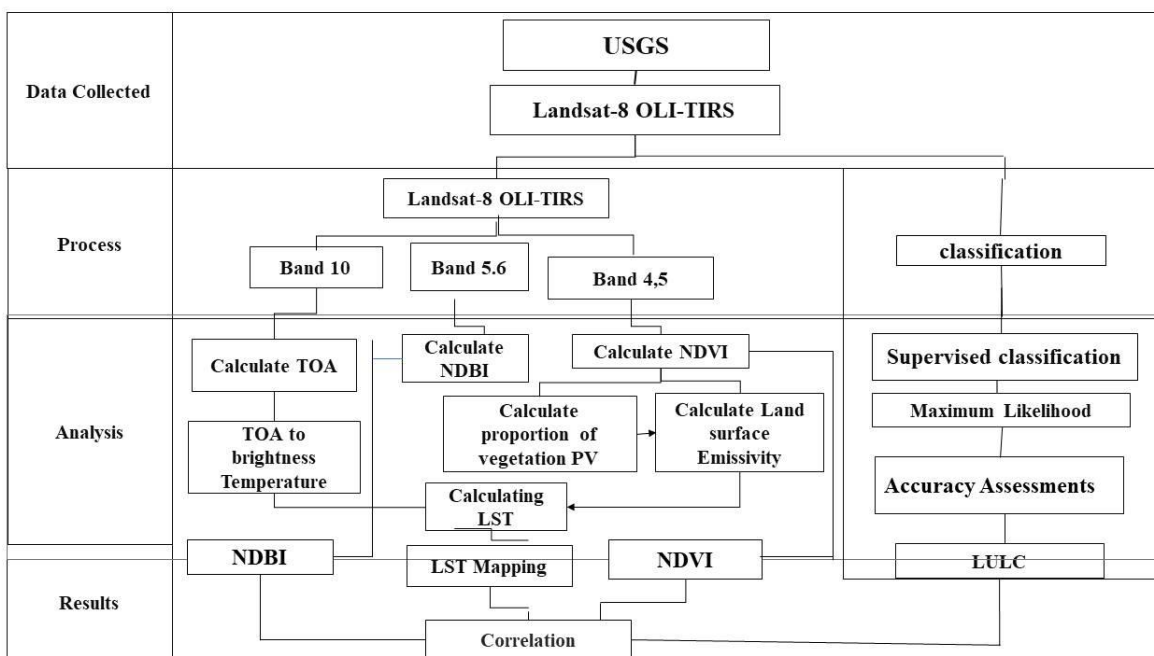 USGS
Data Collected
Landsat-8 OLI-TIRS
Landsat-8 OLI-TIRS
Process
classification
Band 10
Band 5.6
Band 4,5
Calculate TOA
Calculate
NDBI
Calculate NDVI
Supervised classification
Analysis
TOA to
brightness
Temperature
Calculate
proportion of
vegetation PV
Calculate Land
surface
Emissivity
Maximum Likelihood
Calculating
LST
Accuracy Assessments
NDBI
LST Mapping
NDVI
LULC
Results
Correlation